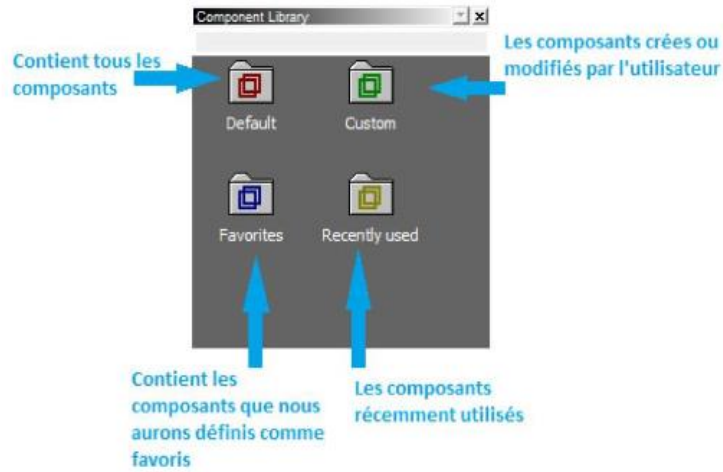 Component Library
Contient tous les
composants
Les composants crées ou
modifiés par l'utilisateur
Default
Custom
Favorites
Recently used
Contient les
composants que nous
aurons définis comme
favoris
Les composants
récemment utilisés